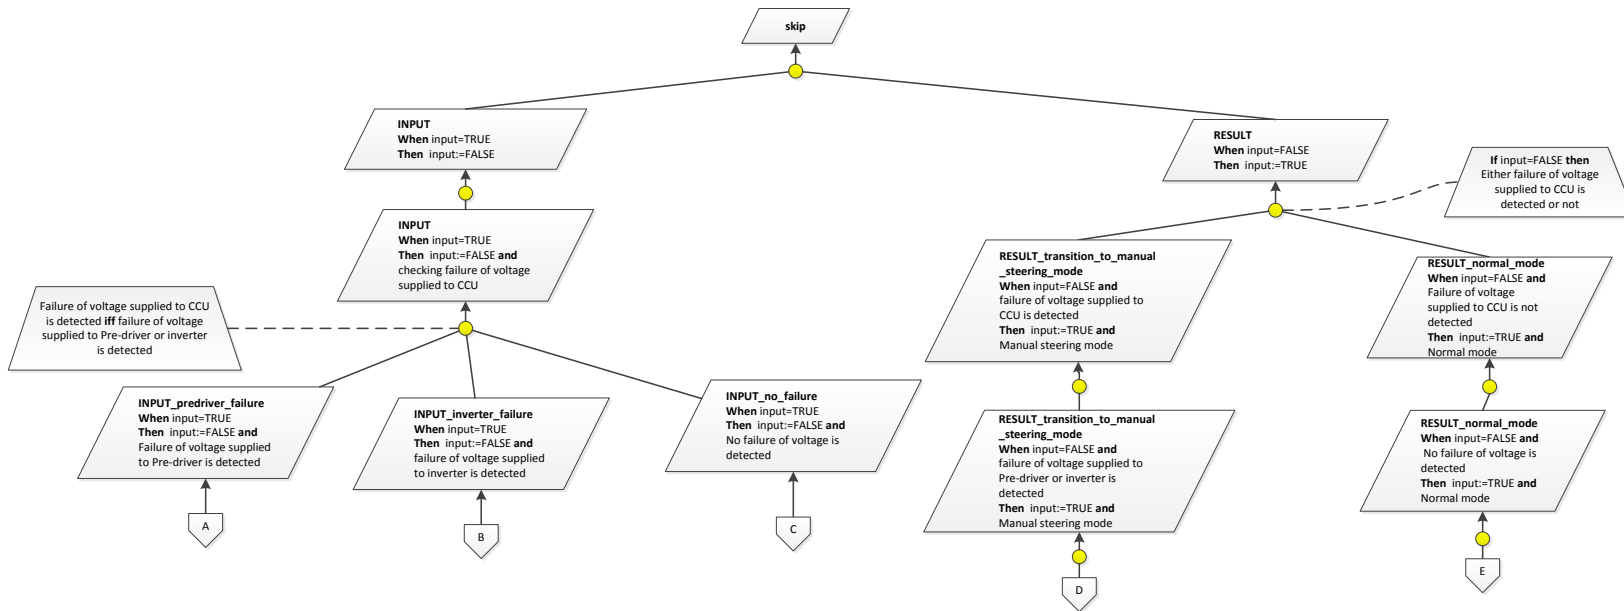 skip
INPUT
When input=TRUE
Then input:=FALSE
RESULT
When input=FALSE
Then input:=TRUE
If input=FALSE then
Either failure of voltage
supplied to CCU is
detected or not
INPUT
When input=TRUE
Then input:=FALSE and
checking failure of voltage
supplied to CCU
RESULT_transition_to_manual
_steering_mode
When input=FALSE and
failure of voltage supplied to
CCU is detected
Then input:=TRUE and
Manual steering mode
RESULT_normal_mode
When input=FALSE and
Failure of voltage
supplied to CCU is not
detected
Then input:=TRUE and
Normal mode
Failure of voltage supplied to CCU
is detected iff failure of voltage
supplied to Pre-driver or inverter
is detected
INPUT_predriver_failure
When input=TRUE
Then input:=FALSE and
Failure of voltage supplied
to Pre-driver is detected
INPUT_inverter_failure
When input=TRUE
Then input:=FALSE and
failure of voltage supplied
to inverter is detected
INPUT_no_failure
When input=TRUE
Then input:=FALSE and
No failure of voltage is
detected
RESULT_transition_to_manual
_steering_mode
When input=FALSE and
failure of voltage supplied to
Pre-driver or inverter is
detected
Then input:=TRUE and
Manual steering mode
RESULT_normal_mode
When input=FALSE and
No failure of voltage is
detected
Then input:=TRUE and
Normal mode
A
B
C
D
E